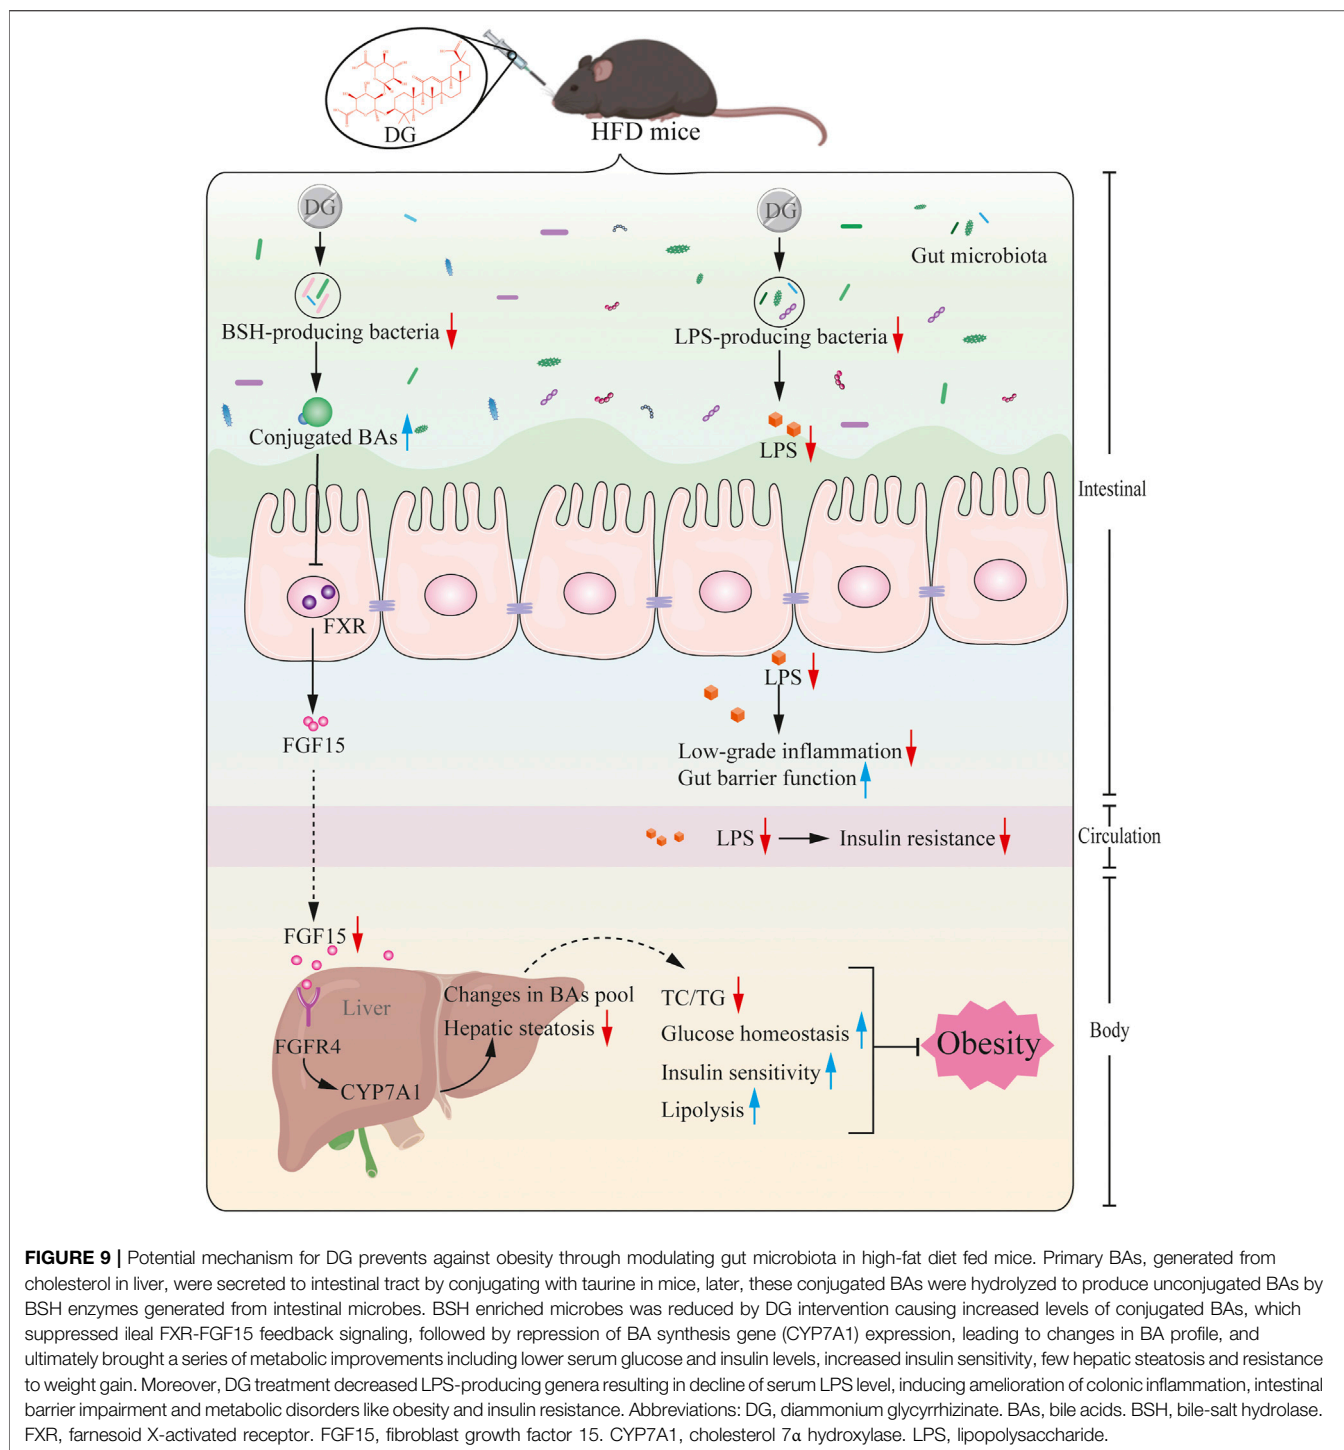 DG
HFD mice
DG
DG
Gut microbiota
BSH-producing bacteria
LPS-producing bacteria
Conjugated BAs
LPS
Intestinal
FXR
LPS
FGF15
Low-grade inflammation
Gut barrier function
LPS
Insulin resistance
Circulation
FGF15
Liver
Changes in BAs pool
Hepatic steatosis
FGFR4
CYP7A1
TC/TG
Glucose homeostasis
Insulin sensitivity
Lipolysis
Obesity
Body
FIGURE 9 | Potential mechanism for DG prevents against obesity through modulating gut microbiota in high-fat diet fed mice. Primary BAs, generated from
cholesterol in liver, were secreted to intestinal tract by conjugating with taurine in mice, later, these conjugated BAs were hydrolyzed to produce unconjugated BAs by
BSH enzymes generated from intestinal microbes. BSH enriched microbes was reduced by DG intervention causing increased levels of conjugated BAs, which
suppressed ileal FXR-FGF15 feedback signaling, followed by repression of BA synthesis gene (CYP7A1) expression, leading to changes in BA profile, and
ultimately brought a series of metabolic improvements including lower serum glucose and insulin levels, increased insulin sensitivity, few hepatic steatosis and resistance
to weight gain. Moreover, DG treatment decreased LPS-producing genera resulting in decline of serum LPS level, inducing amelioration of colonic inflammation, intestinal
barrier impairment and metabolic disorders like obesity and insulin resistance. Abbreviations: DG, diammonium glycyrrhizinate. BAs, bile acids. BSH, bile-salt hydrolase.
FXR, farnesoid X-activated receptor. FGF15, fibroblast growth factor 15. CYP7A1, cholesterol 7α hydroxylase. LPS, lipopolysaccharide.